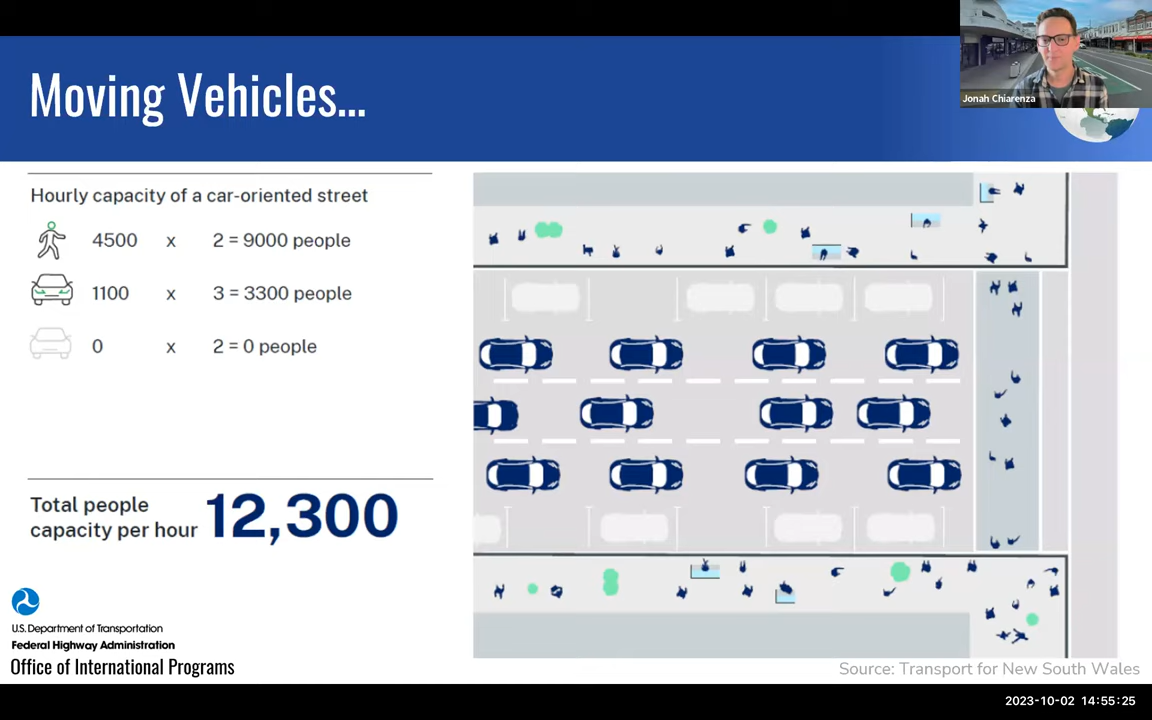 Jonah Chiarenza
Moving Vehicles...
Hourly capacity of a car-oriented street
4500 x 2 = 9000 people
1100 x 3 = 3300 people
0 x 2 = 0 people
Total people
capacity per hour 12,300
U.S. Department of Transportation
Federal Highway Administration
Office of International Programs
Source: Transport for New South Wales
2023-10-02 14:55:25